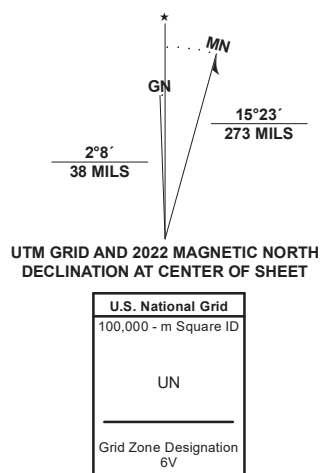 ★
MN
GN
15°23´
273 MILS
2°8´
38 MILS
UTM GRID AND 2022 MAGNETIC NORTH
DECLINATION AT CENTER OF SHEET
U.S. National Grid
100,000 - m Square ID
UN
Grid Zone Designation
6V